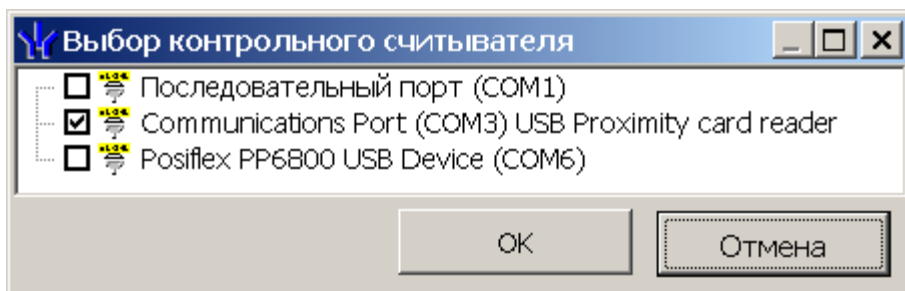 Выбор контрольного считывателя
Последовательный порт (COM1)
Communications Port (COM3) USB Proximity card reader
Posiflex PP6800 USB Device (COM6)
OK
Отмена